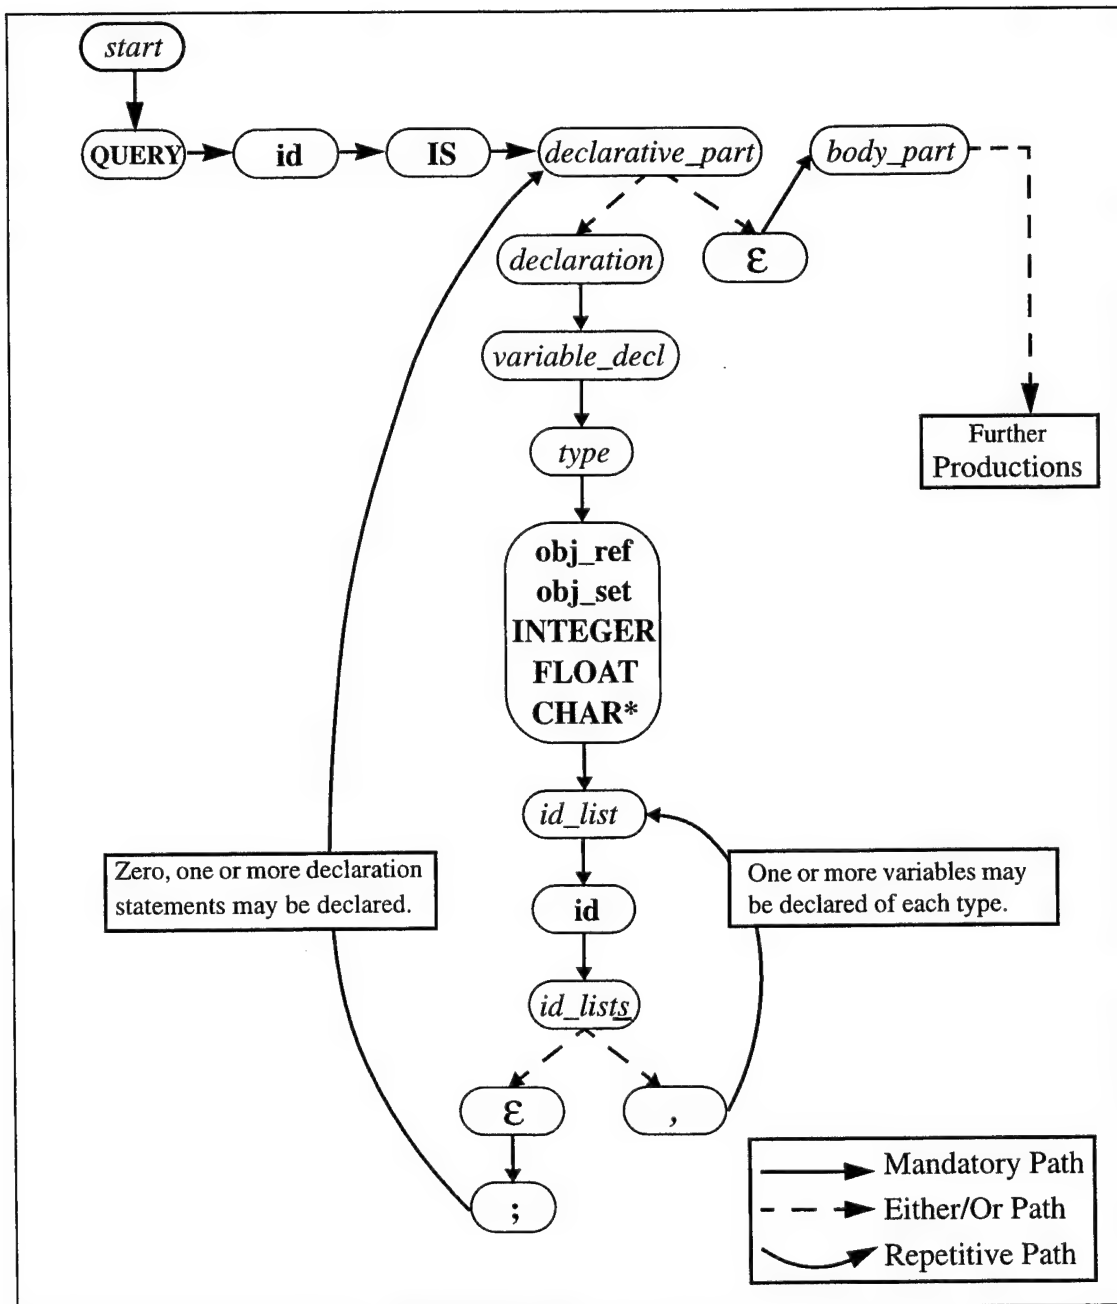 start
QUERY
id
IS
declarative_part
body_part
declaration
ε
variable_decl
type
Further
Productions
obj_ref
obj_set
INTEGER
FLOAT
CHAR*
id_list
Zero, one or more declaration
statements may be declared.
One or more variables may
be declared of each type.
id
id_lists
ε
,
;
Mandatory Path
Either/Or Path
Repetitive Path